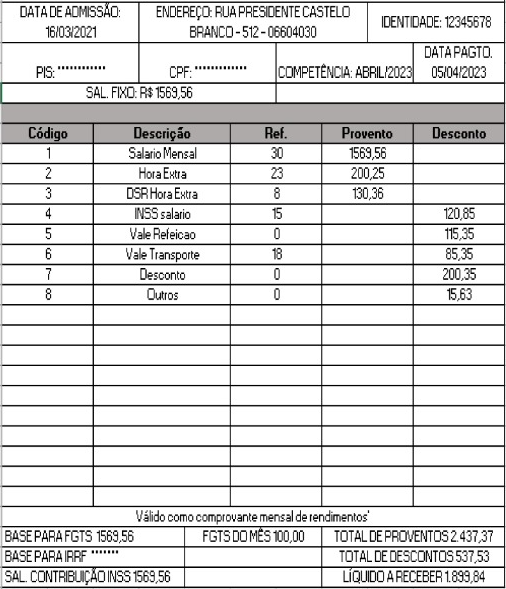 DATA DE ADMISSÃO:
16/03/2021
ENDEREÇO: RUA PRESIDENTE CASTELO
BRANCO - 512 - 06604030
IDENTIDADE: 12345678
PIS: ************
CPF: *************
COMPETÊNCIA: ABRIL/2023
DATA PAGTO.
05/04/2023
SAL. FIXO: R$ 1569,56
Código Descrição Ref. Provento Desconto
1 Salario Mensal 30 1569,56
2 Hora Extra 23 200,25
3 DSR Hora Extra 8 130,36
4 INSS salario 15 120,85
5 Vale Refeicao 0 115,35
6 Vale Transporte 18 85,35
7 Desconto 0 200,35
8 Outros 0 15,63
Válido como comprovante mensal de rendimentos'
BASE PARA FGTS 1569,56 FGTS DO MÊS 100,00 TOTAL DE PROVENTOS 2.437,37
BASE PARA IRRF ******* TOTAL DE DESCONTOS 537,53
SAL. CONTRIBUIÇÃO INSS 1569,56 LÍQUIDO A RECEBER 1.899,84